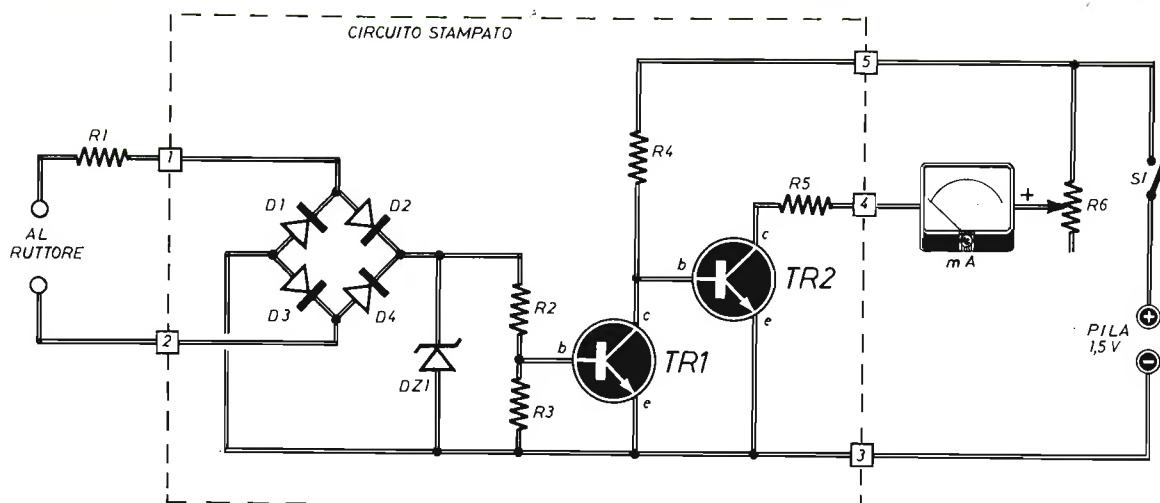 CIRCUITO STAMPATO
5
R1
1
R4
D1
D2
R5
4
+
S1
R6
AL
RUTTORE
mA
c
b
TR2
e
D3
D4
R2
2
c
b
TR1
e
+
PILA
1,5 V
-
DZ1
R3
3